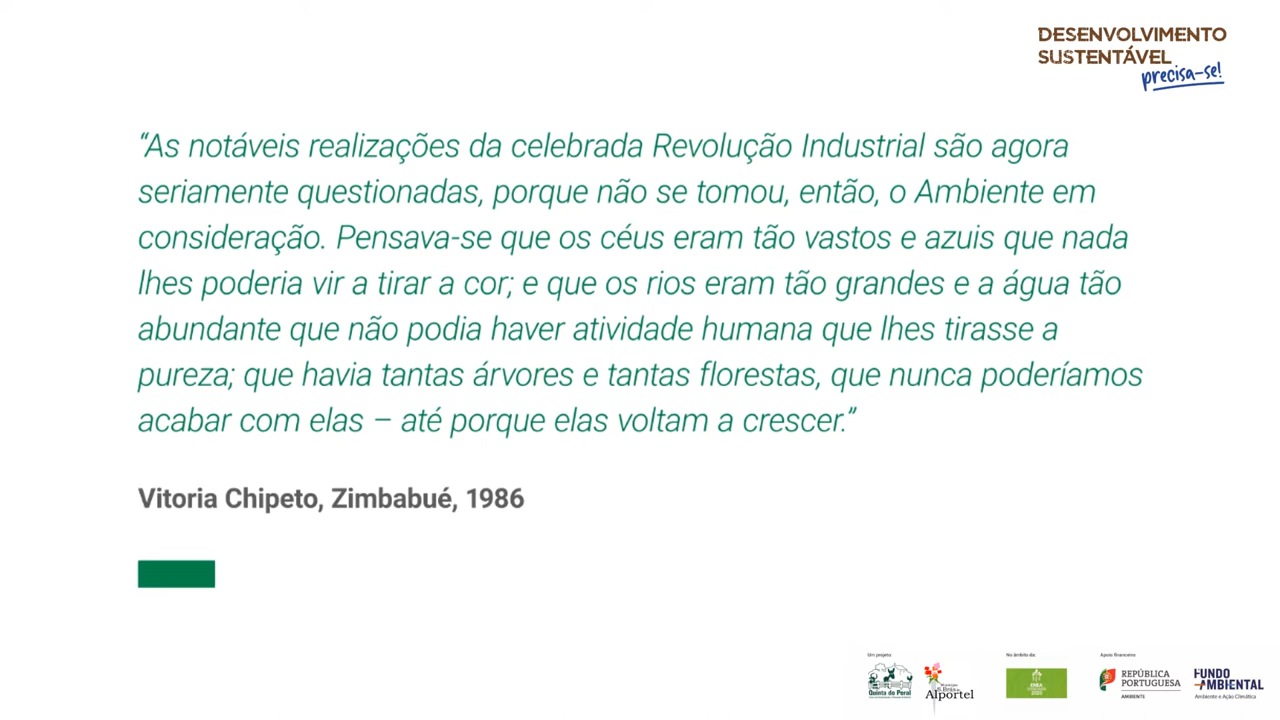 DESENVOLVIMENTO
SUSTENTÁVEL
precisa-se!
“As notáveis realizações da celebrada Revolução Industrial são agora
seriamente questionadas, porque não se tomou, então, o Ambiente em
consideração. Pensava-se que os céus eram tão vastos e azuis que nada
lhes poderia vir a tirar a cor; e que os rios eram tão grandes e a água tão
abundante que não podia haver atividade humana que lhes tirasse a
pureza; que havia tantas árvores e tantas florestas, que nunca poderíamos
acabar com elas – até porque elas voltam a crescer.”
Vitoria Chipeto, Zimbabué, 1986
Um projeto
No âmbito da:
Apoio financeiro:
Quinta do Peral
S. Brás de
Alportel
ENEA
2020
REPÚBLICA
PORTUGUESA
AMBIENTE
FUNDO
AMBIENTAL
Ambiente e Ação Climática